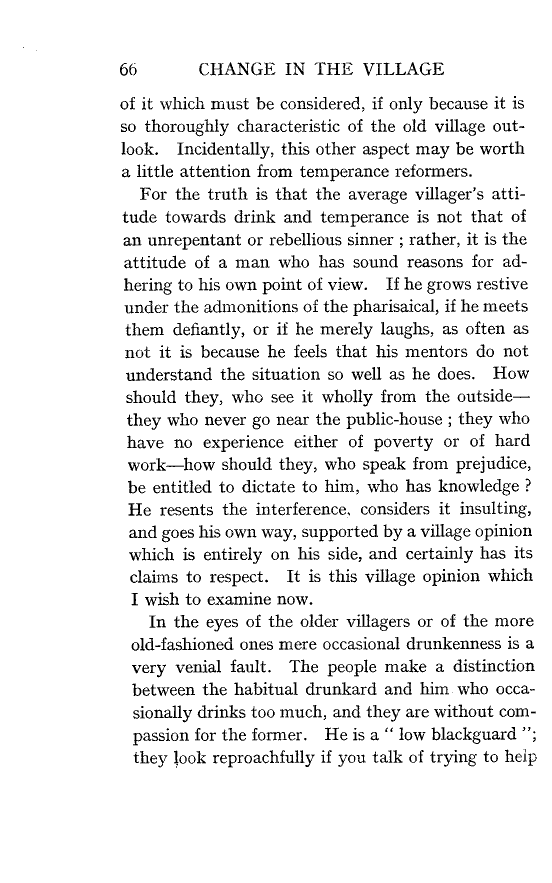 66 CHANGE IN THE VILLAGE
of it which must be considered, if only because it is
so thoroughly characteristic of the old village out-
look. Incidentally, this other aspect may be worth
a little attention from temperance reformers.
For the truth is that the average villager's atti-
tude towards drink and temperance is not that of
an unrepentant or rebellious sinner ; rather, it is the
attitude of a man who has sound reasons for ad-
hering to his own point of view. If he grows restive
under the admonitions of the pharisaical, if he meets
them defiantly, or if he merely laughs, as often as
not it is because he feels that his mentors do not
understand the situation so well as he does. How
should they, who see it wholly from the outside—
they who never go near the public-house ; they who
have no experience either of poverty or of hard
work—how should they, who speak from prejudice,
be entitled to dictate to him, who has knowledge ?
He resents the interference, considers it insulting,
and goes his own way, supported by a village opinion
which is entirely on his side, and certainly has its
claims to respect. It is this village opinion which
I wish to examine now.
In the eyes of the older villagers or of the more
old-fashioned ones mere occasional drunkenness is a
very venial fault. The people make a distinction
between the habitual drunkard and him who occa-
sionally drinks too much, and they are without com-
passion for the former. He is a “ low blackguard ”;
they look reproachfully if you talk of trying to help